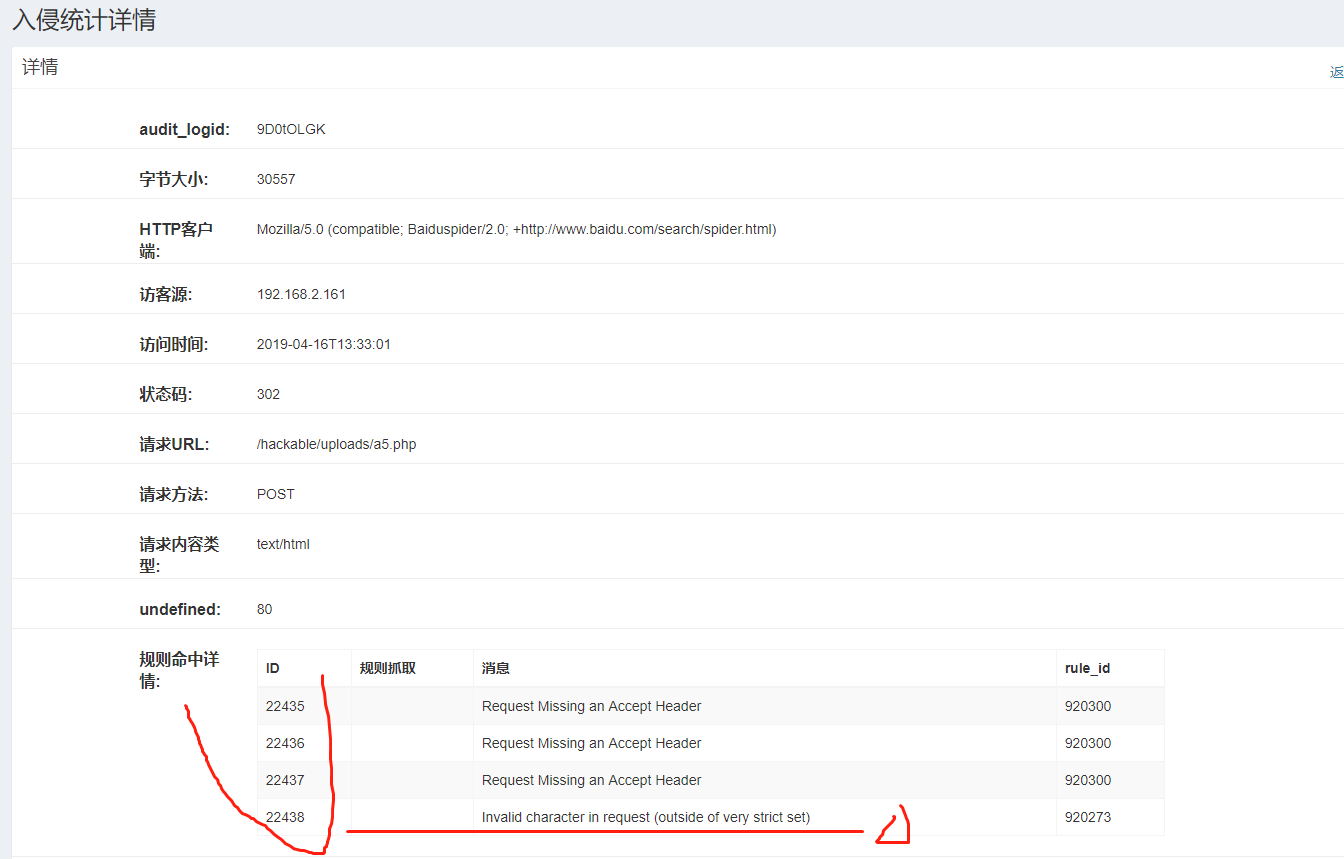 入侵统计详情
详情
返
audit_logid: 9D0tOLGK
字节大小: 30557
HTTP客户
端: Mozilla/5.0 (compatible; Baiduspider/2.0; +http://www.baidu.com/search/spider.html)
访客源: 192.168.2.161
访问时间: 2019-04-16T13:33:01
状态码: 302
请求URL: /hackable/uploads/a5.php
请求方法: POST
请求内容类
型: text/html
undefined: 80
规则命中详
情:
ID 规则抓取 消息 rule_id
22435 Request Missing an Accept Header 920300
22436 Request Missing an Accept Header 920300
22437 Request Missing an Accept Header 920300
22438 Invalid character in request (outside of very strict set) 920273